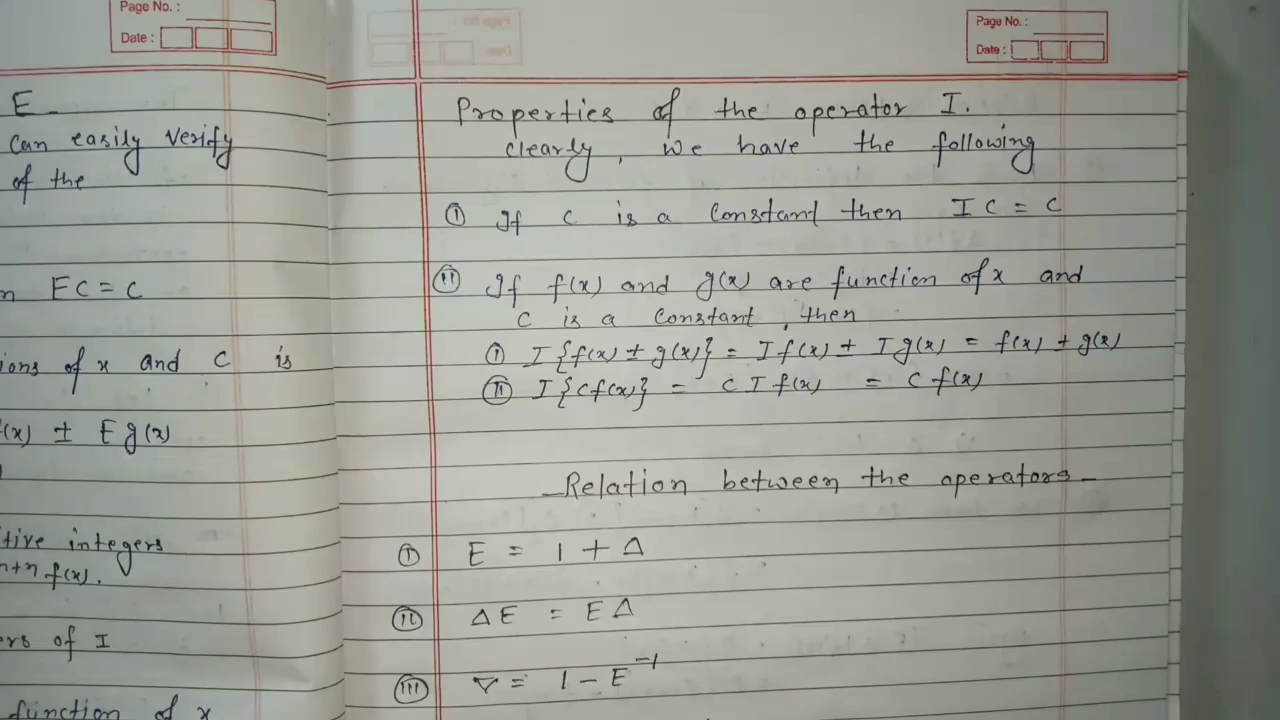 Page No. :
Date :
E
can easily verify
of the
EC = C
ions of x and C is
(x) ± E g(x)
tive integers
f(x).
of I
function of x
Page No. :
Date :
Properties of the operator I.
clearly, we have the following
(I) If C is a constant then IC = C
(II) If f(x) and g(x) are function of x and
C is a constant, then
(I) I{f(x) ± g(x)} = I f(x) ± I g(x) = f(x) ± g(x)
(II) I{Cf(x)} = C I f(x) = C f(x)
Relation between the operators
(I) E = 1 + Δ
(II) ΔE = EΔ
(III) ∇ = 1 - E⁻¹